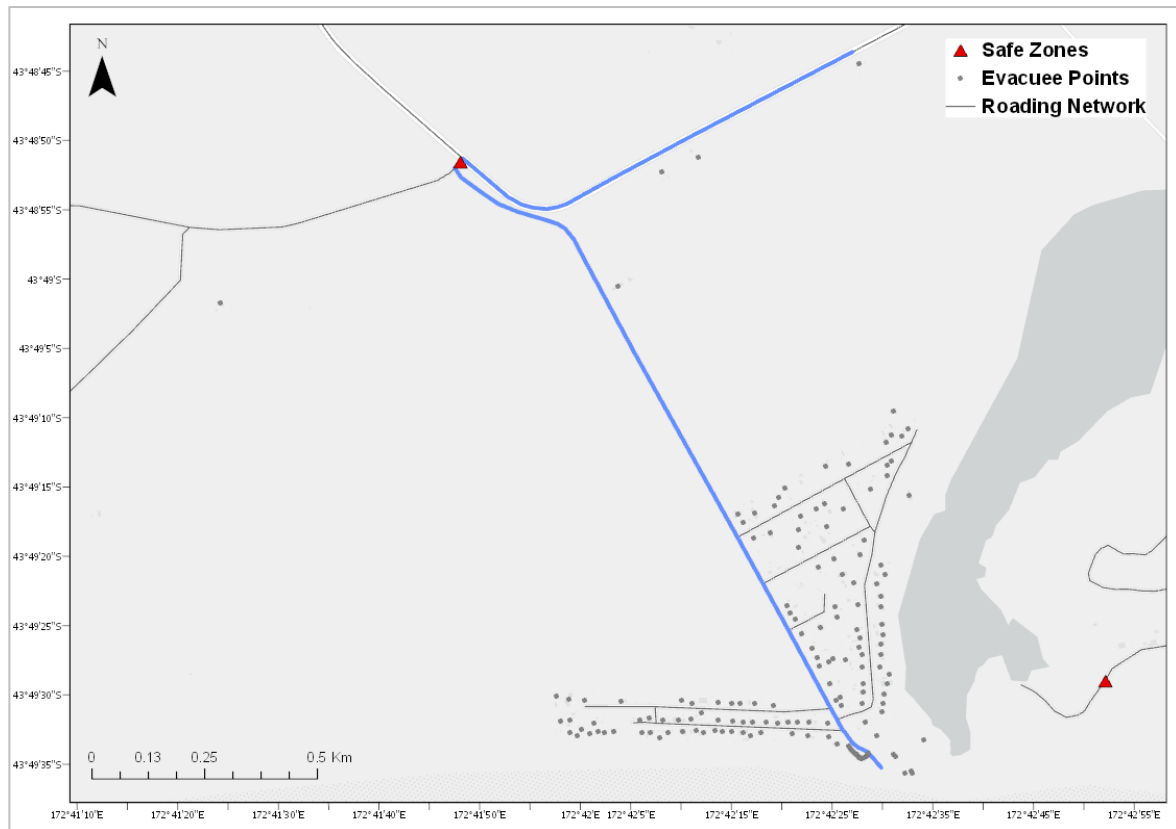 N
Safe Zones
Evacuee Points
Roading Network
43°48'45"S
43°48'50"S
43°48'55"S
43°49'S
43°49'5"S
43°49'10"S
43°49'15"S
43°49'20"S
43°49'25"S
43°49'30"S
43°49'35"S
0 0.13 0.25 0.5 Km
172°41'10"E 172°41'20"E 172°41'30"E 172°41'40"E 172°41'50"E 172°42'E 172°42'5"E 172°42'15"E 172°42'25"E 172°42'35"E 172°42'45"E 172°42'55"E